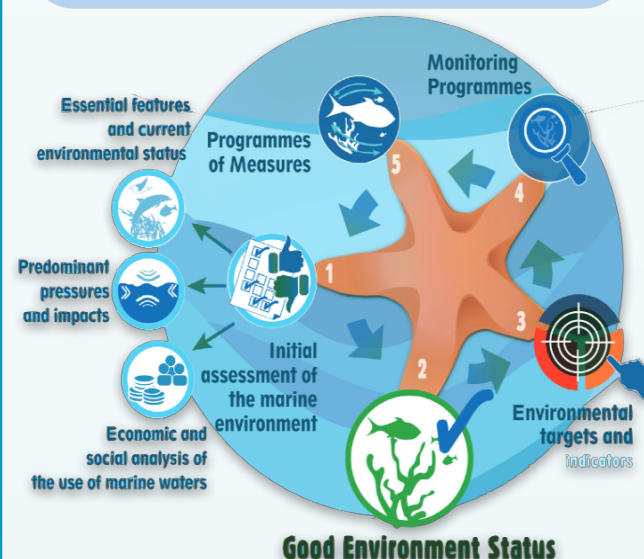 Monitoring
Programmes
Essential features
and current
environmental status
Programmes
of Measures
5
4
1
Predominant
pressures
and impacts
3
2
Initial
assessment of
the marine
environment
Environmental
targets and
indicators
Economic and
social analysis of
the use of marine waters
Good Environment Status